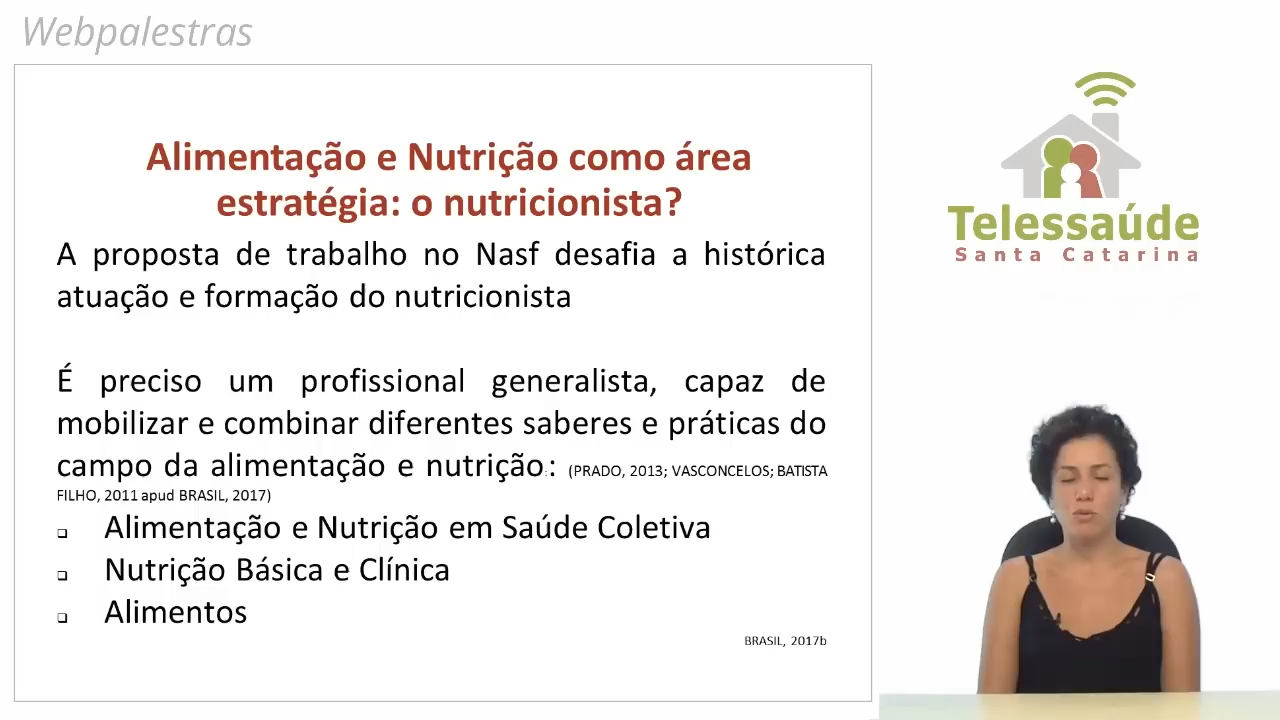 Webpalestras
Alimentação e Nutrição como área
estratégia: o nutricionista?
A proposta de trabalho no Nasf desafia a histórica
atuação e formação do nutricionista
É preciso um profissional generalista, capaz de
mobilizar e combinar diferentes saberes e práticas do
campo da alimentação e nutrição: (PRADO, 2013; VASCONCELOS; BATISTA
FILHO, 2011 apud BRASIL, 2017)
Alimentação e Nutrição em Saúde Coletiva
Nutrição Básica e Clínica
Alimentos
BRASIL, 2017b
Telessaúde
Santa Catarina